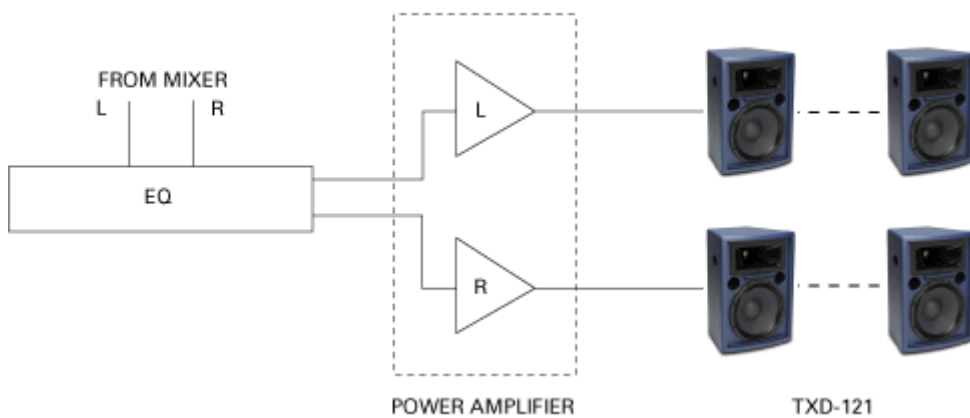 FROM MIXER
L R
EQ
L
R
POWER AMPLIFIER
TXD-121